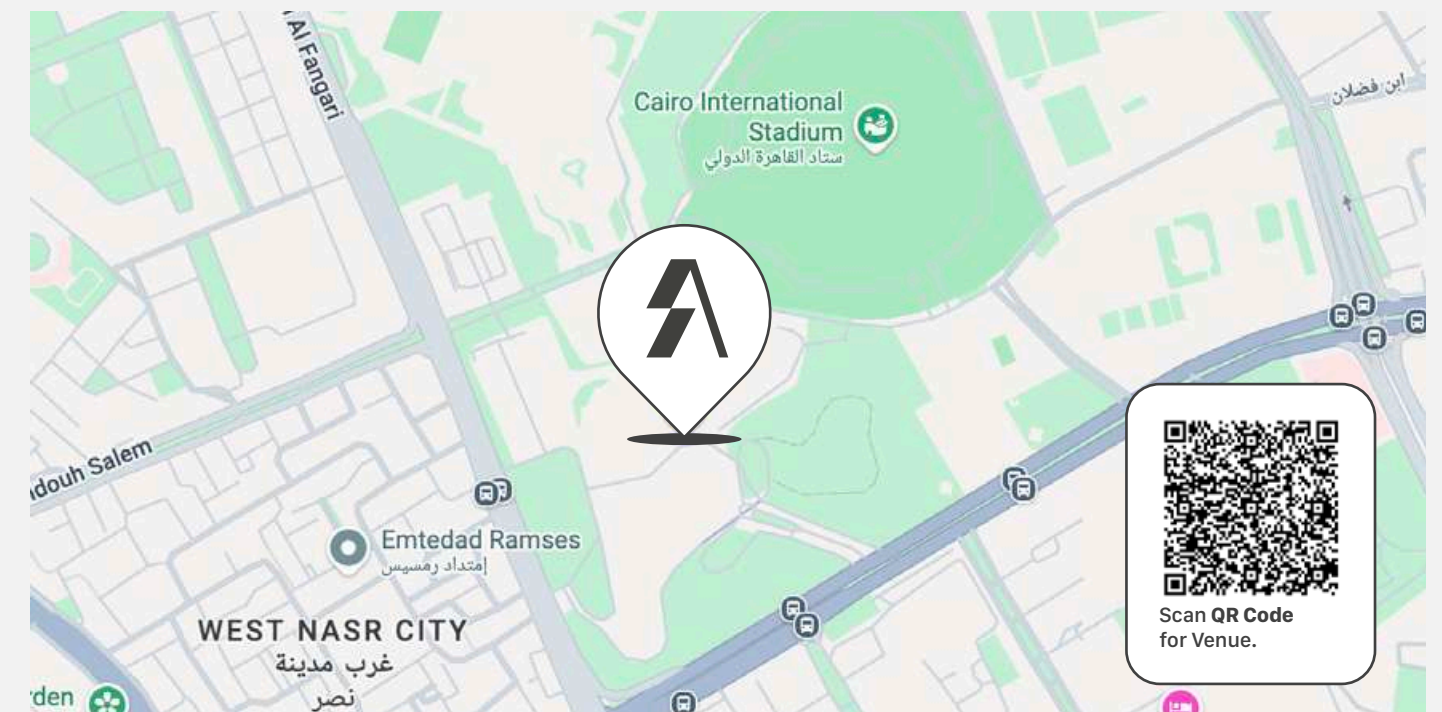 Al Fangari
Cairo International
Stadium
ستاد القاهرة الدولي
ابن فضلان
douh Salem
Emtedad Ramses
إمتداد رمسيس
WEST NASR CITY
غرب مدينة
نصر
rden
Scan QR Code
for Venue.